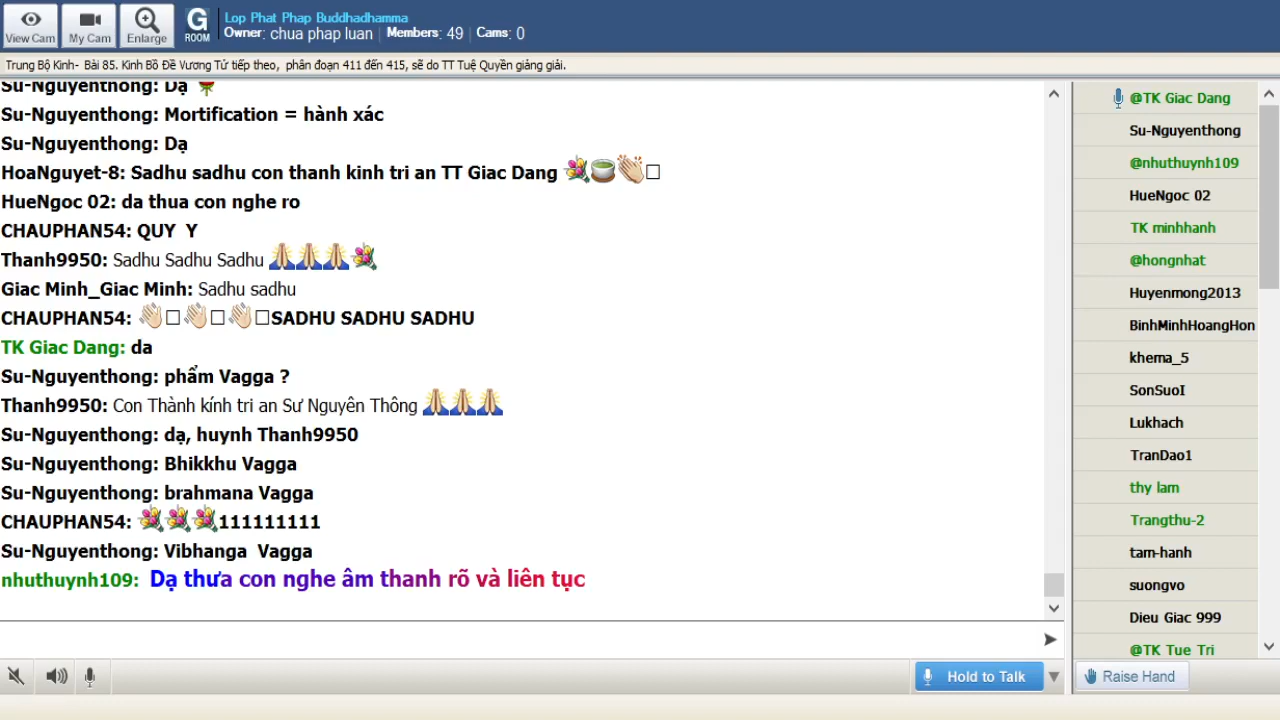 View Cam
My Cam
Enlarge
G
ROOM
Lop Phat Phap Buddhadhamma
Owner: chua phap luan | Members: 49 | Cams: 0
Trung Bộ Kinh- Bài 85. Kinh Bồ Đề Vương Tử tiếp theo, phân đoạn 411 đến 415, sẽ do TT Tuệ Quyền giảng giải.
Su-Nguyenthong: Dạ
Su-Nguyenthong: Mortification = hành xác
Su-Nguyenthong: Dạ
HoaNguyet-8: Sadhu sadhu con thanh kinh tri an TT Giac Dang
HueNgoc 02: da thua con nghe ro
CHAUPHAN54: QUY Y
Thanh9950: Sadhu Sadhu Sadhu
Giac Minh_Giac Minh: Sadhu sadhu
CHAUPHAN54: SADHU SADHU SADHU
TK Giac Dang: da
Su-Nguyenthong: phẩm Vagga ?
Thanh9950: Con Thành kính tri an Sư Nguyên Thông
Su-Nguyenthong: dạ, huynh Thanh9950
Su-Nguyenthong: Bhikkhu Vagga
Su-Nguyenthong: brahmana Vagga
CHAUPHAN54: 111111111
Su-Nguyenthong: Vibhanga Vagga
nhuthuynh109: Dạ thưa con nghe âm thanh rõ và liên tục
@TK Giac Dang
Su-Nguyenthong
@nhuthuynh109
HueNgoc 02
TK minhhanh
@hongnhat
Huyenmong2013
BinhMinhHoangHon
khema_5
SonSuoI
Lukhach
TranDao1
thy lam
Trangthu-2
tam-hanh
suongvo
Dieu Giac 999
@TK Tue Tri
Hold to Talk
Raise Hand